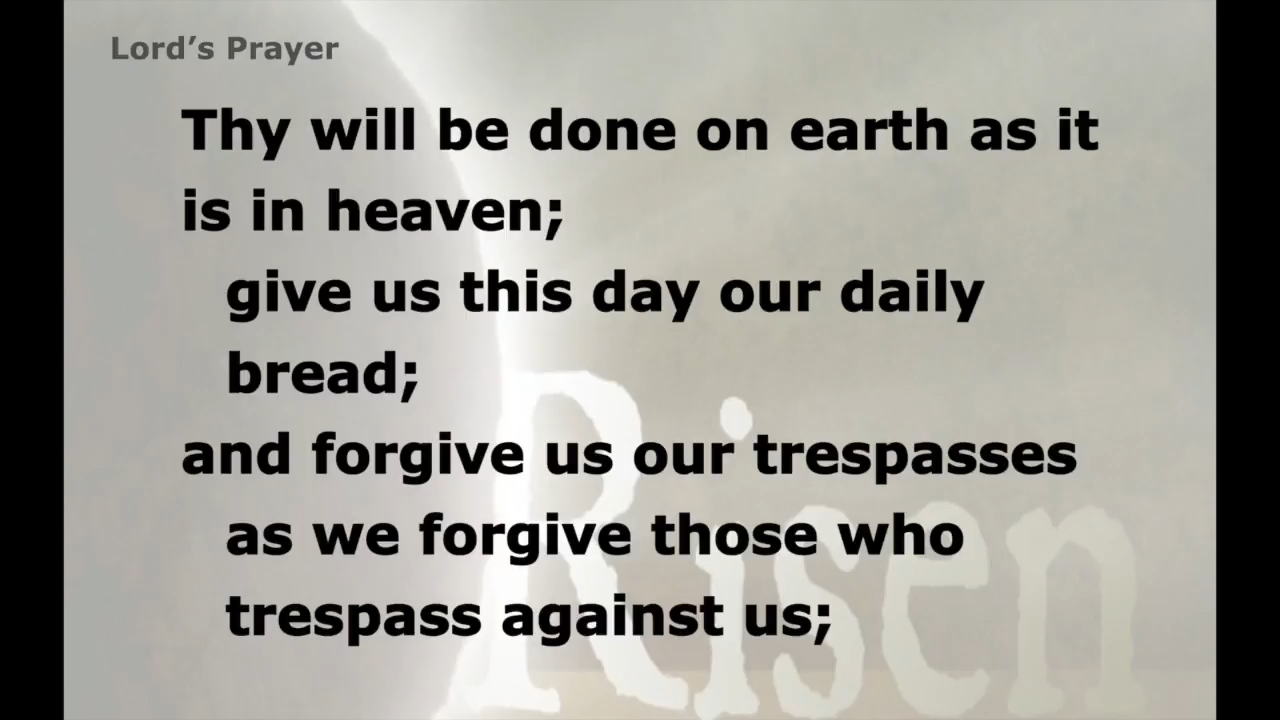 Lord’s Prayer
Thy will be done on earth as it
is in heaven;
give us this day our daily
bread;
and forgive us our trespasses
as we forgive those who
trespass against us;
Risen